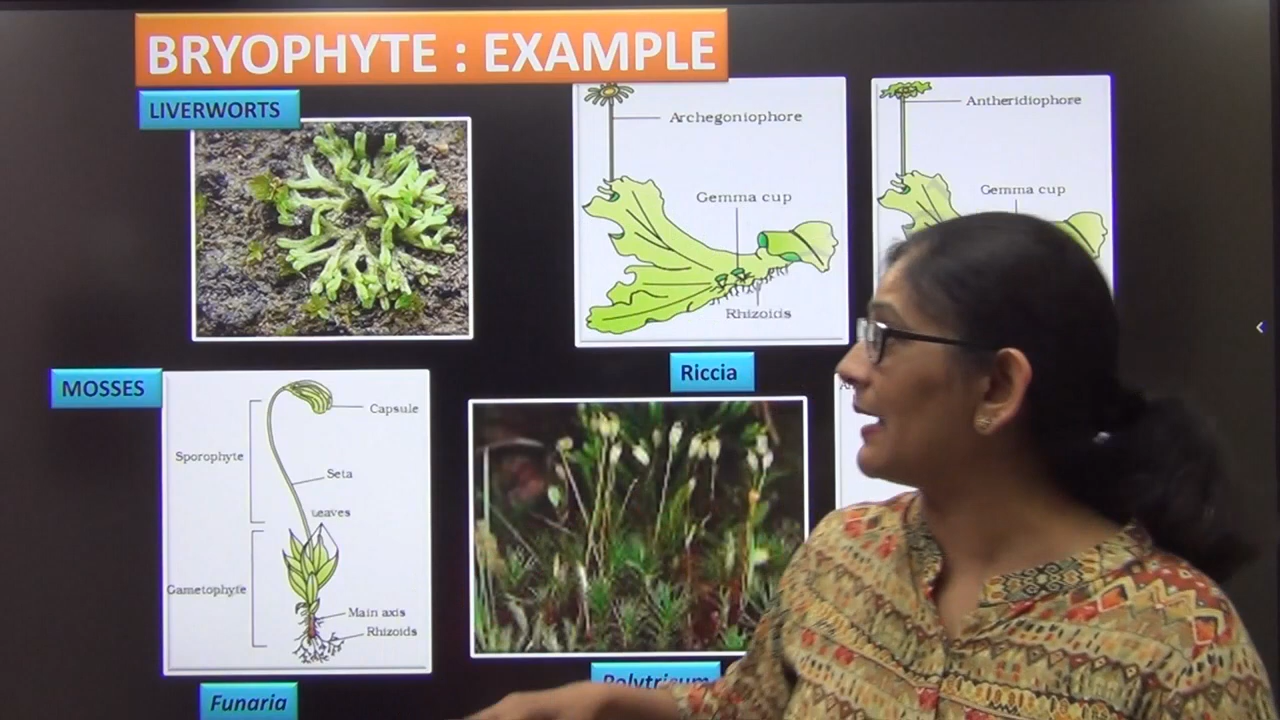 BRYOPHYTE : EXAMPLE
LIVERWORTS
Archegoniophore
Gemma cup
Rhizoids
Antheridiophore
Gemma cup
Riccia
MOSSES
Capsule
Sporophyte
Seta
Leaves
Gametophyte
Main axis
Rhizoids
Funaria
Polytricum